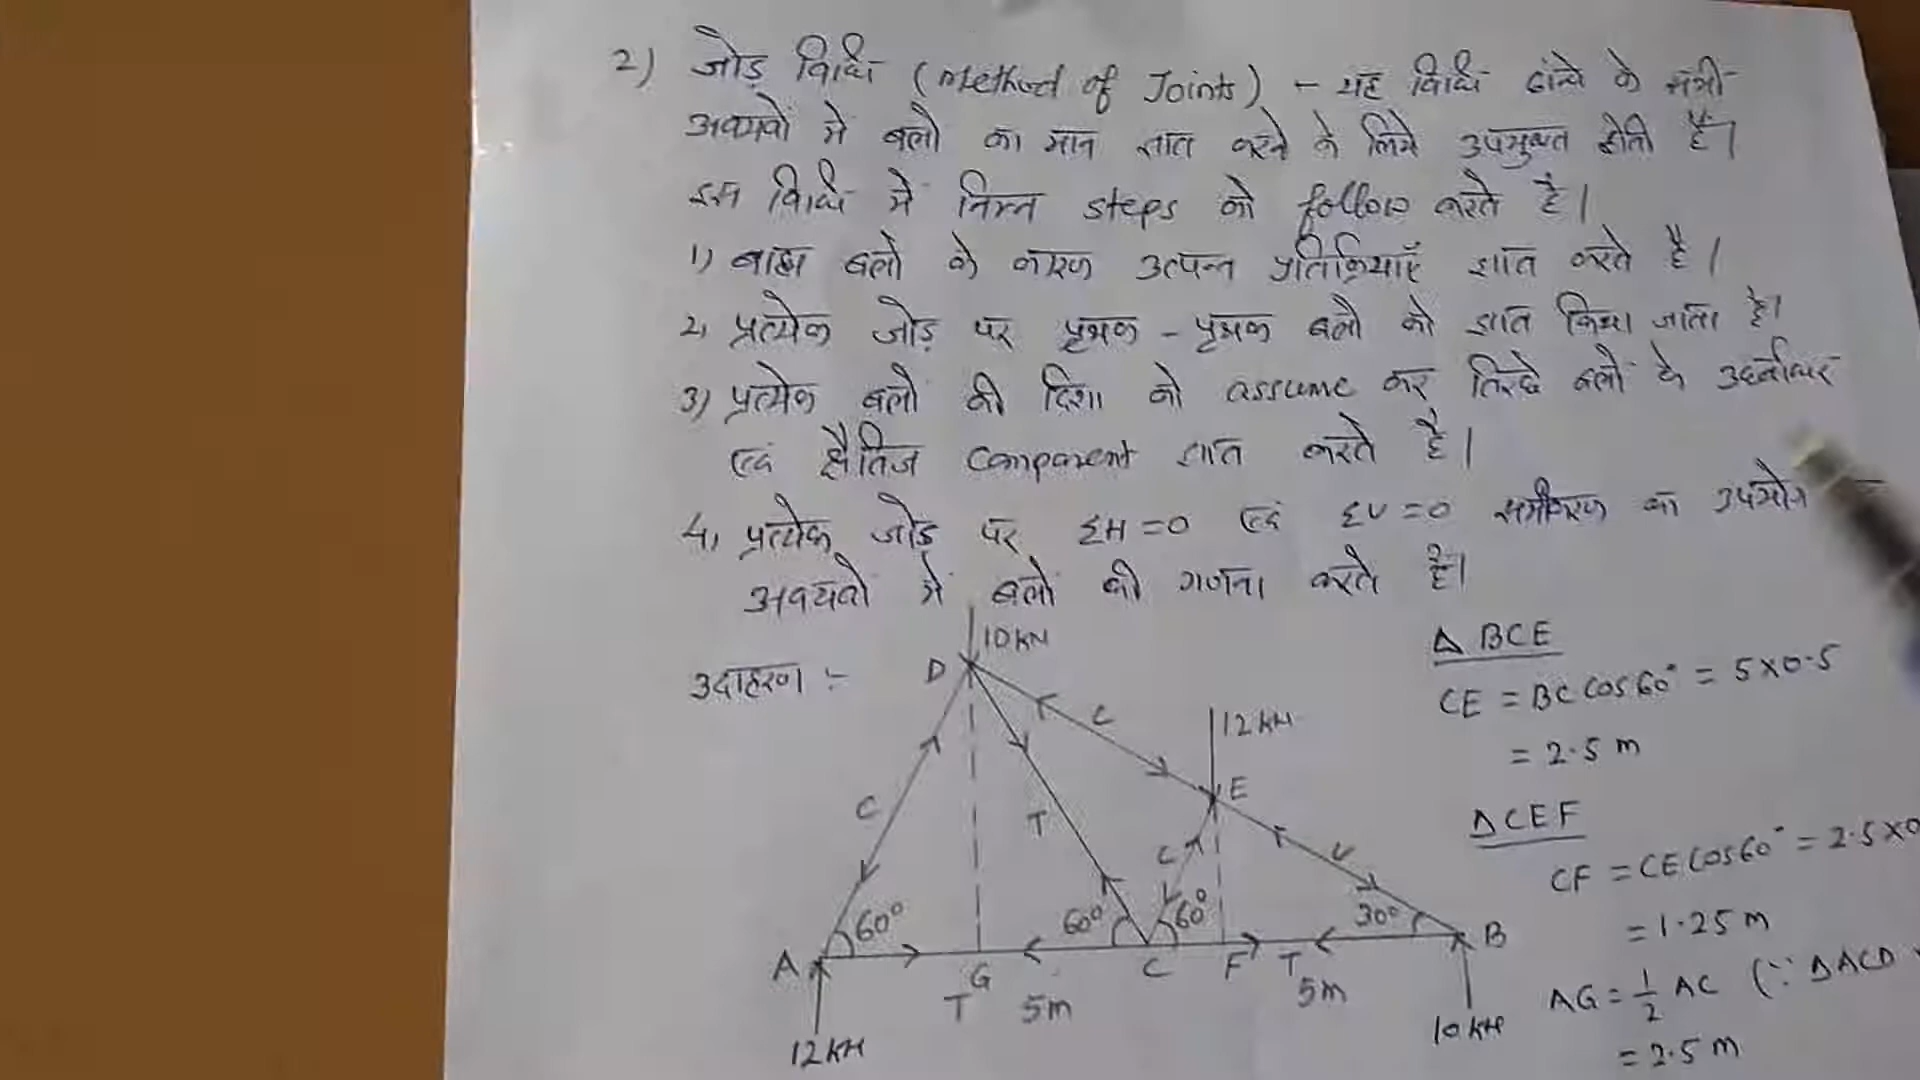 2) जोड़ विधि (Method of Joints) - यह विधि ढांचे के सभी
अवयवों में बलों का मान ज्ञात करने के लिये उपयुक्त होती है।
इस विधि में निम्न steps को follow करते है।
1) बाह्य बलों के कारण उत्पन्न प्रतिक्रियाएँ ज्ञात करते है।
2, प्रत्येक जोड़ पर पृथक - पृथक बलों को ज्ञात किया जाता है।
3) प्रत्येक बलों की दिशा को assume कर तिरछे बलों के उर्ध्वाधर
एवं क्षैतिज component ज्ञात करते है।
4, प्रत्येक जोड़ पर ΣH = 0 एवं ΣV = 0 समीकरण का उपयोग
अवयवों में बलों की गणना करते है।
उदाहरण :-
10 KN
D
C
12 KN
E
C
T
C
C
60°
60°
60°
30°
A
G
C
F
T
B
T
5m
5m
12 KN
10 KN
Δ BCE
CE = BC COS 60° = 5 X 0.5
= 2.5 m
Δ CEF
CF = CE COS 60° = 2.5 X 0
= 1.25 m
AG = 1/2 AC (∵ Δ ACD
= 2.5 m